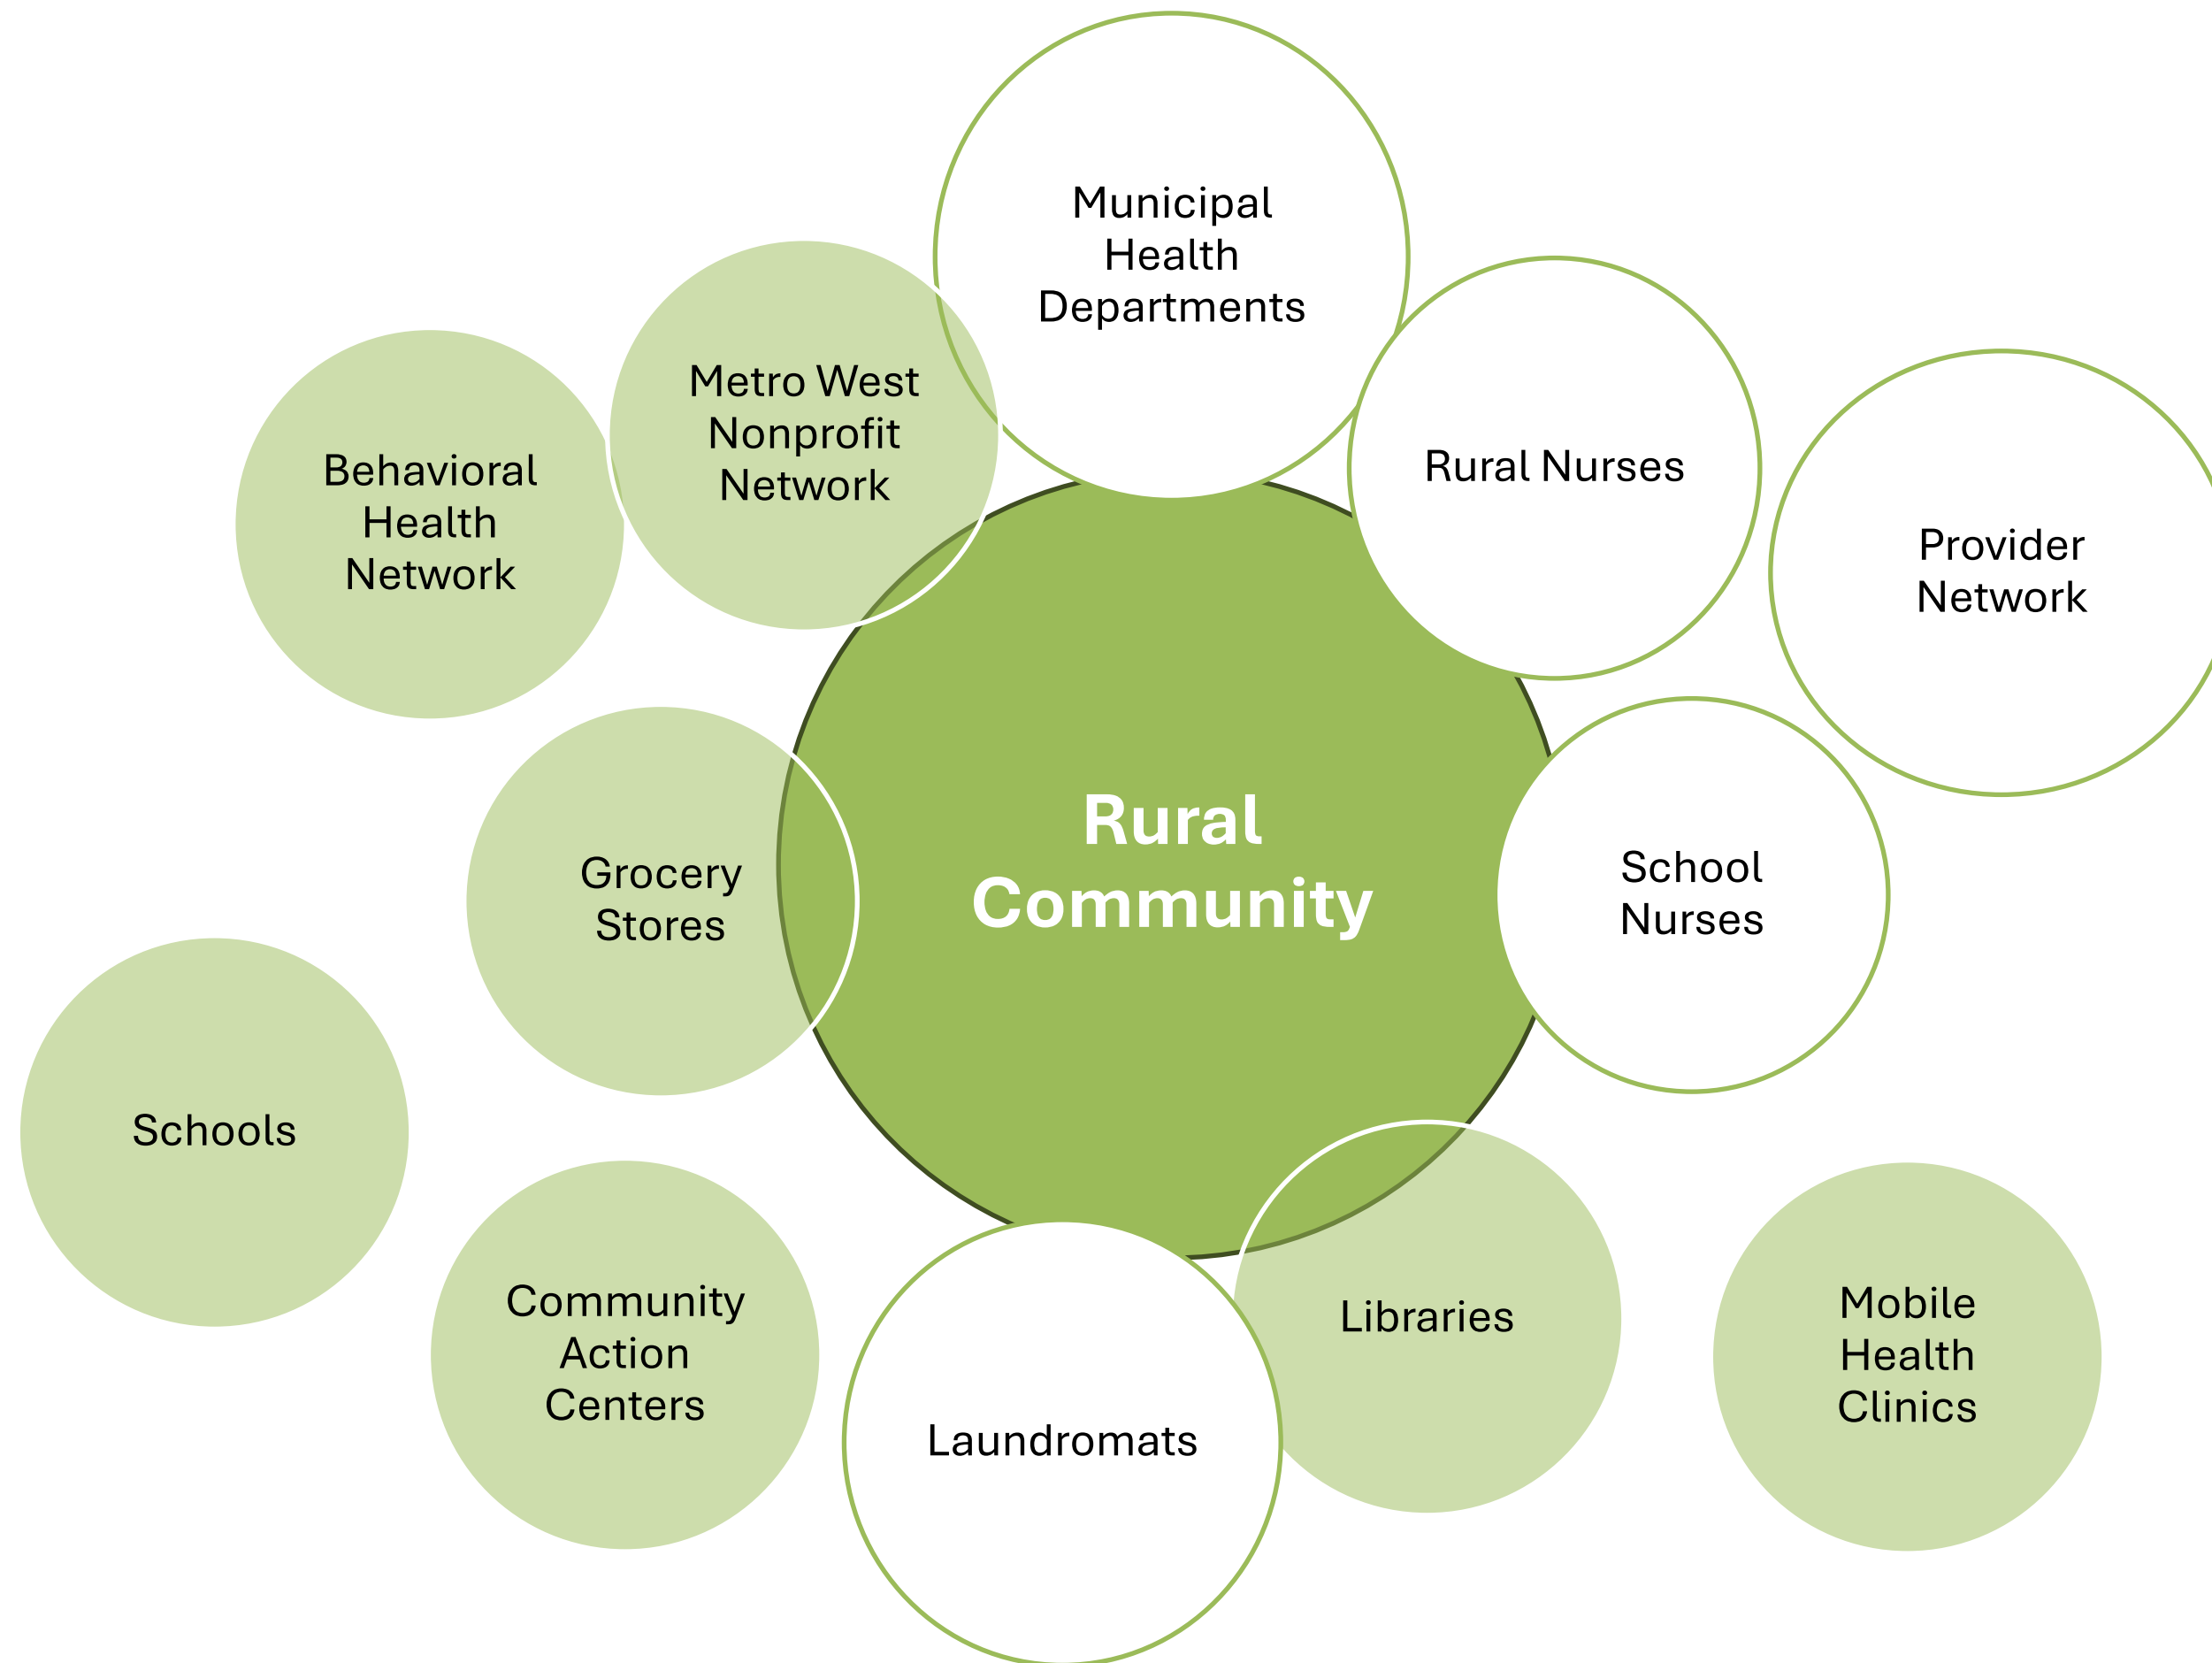 Municipal
Health
Departments
Metro West
Nonprofit
Network
Behavioral
Health
Network
Rural Nurses
Provider
Network
Rural
Community
Grocery
Stores
School
Nurses
Schools
Community
Action
Centers
Libraries
Laundromats
Mobile
Health
Clinics